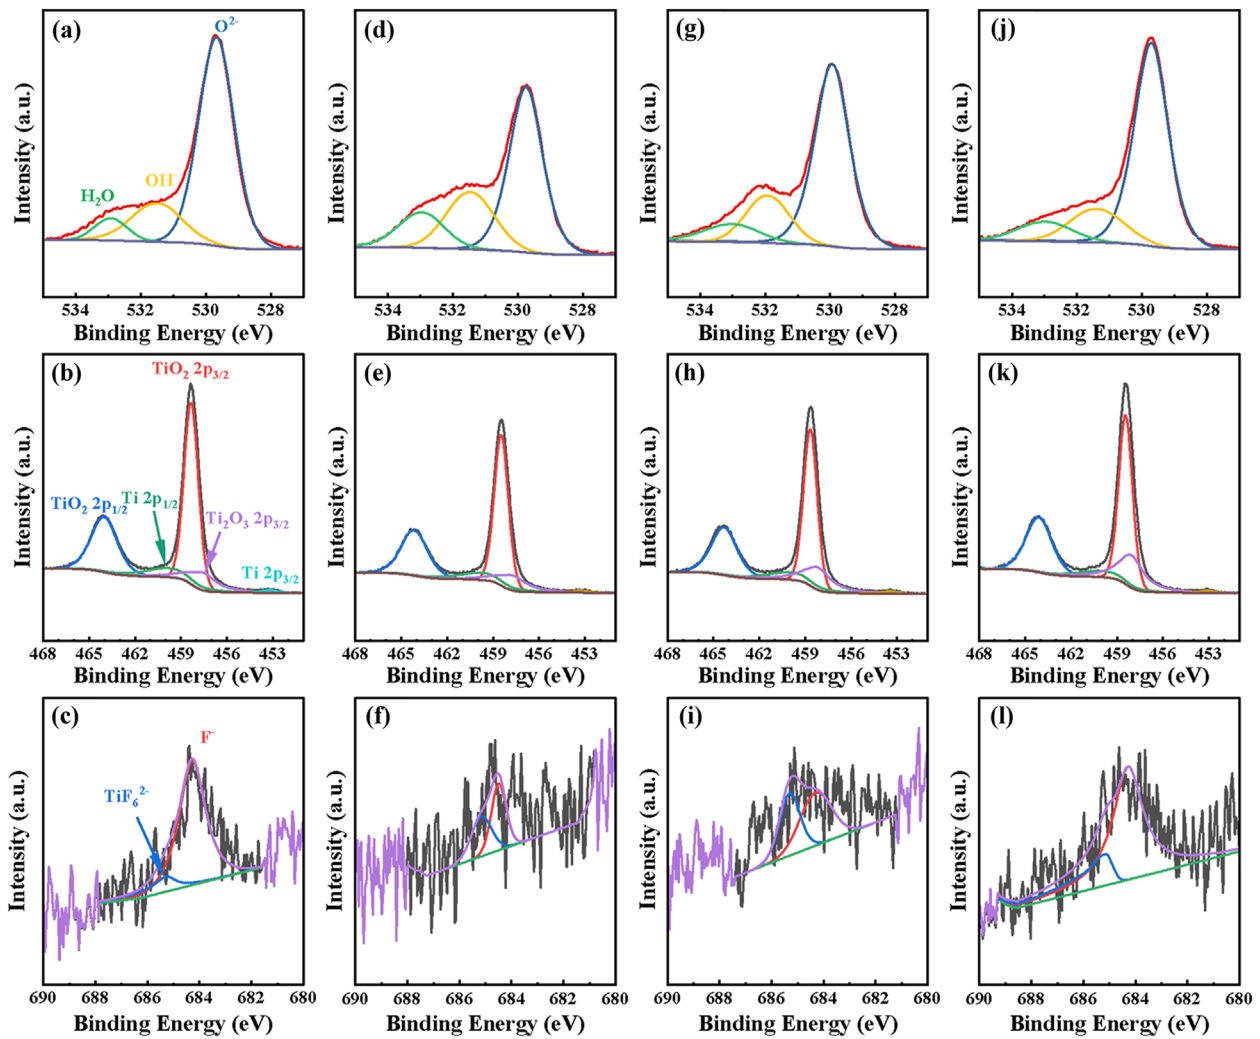 (a) O²⁻ (d) (g) (j)
OH⁻
H₂O
Intensity (a.u.) Intensity (a.u.) Intensity (a.u.) Intensity (a.u.)
534 532 530 528 534 532 530 528 534 532 530 528 534 532 530 528
Binding Energy (eV) Binding Energy (eV) Binding Energy (eV) Binding Energy (eV)
(b) TiO₂ 2p₃/₂ (e) (h) (k)
TiO₂ 2p₁/₂ Ti 2p₁/₂
Ti₂O₃ 2p₃/₂
Ti 2p₃/₂
Intensity (a.u.) Intensity (a.u.) Intensity (a.u.) Intensity (a.u.)
468 465 462 459 456 453 468 465 462 459 456 453 468 465 462 459 456 453 468 465 462 459 456 453
Binding Energy (eV) Binding Energy (eV) Binding Energy (eV) Binding Energy (eV)
(c) F⁻ (f) (i) (l)
TiF₆²⁻
Intensity (a.u.) Intensity (a.u.) Intensity (a.u.) Intensity (a.u.)
690 688 686 684 682 680 690 688 686 684 682 680 690 688 686 684 682 680 690 688 686 684 682 680
Binding Energy (eV) Binding Energy (eV) Binding Energy (eV) Binding Energy (eV)